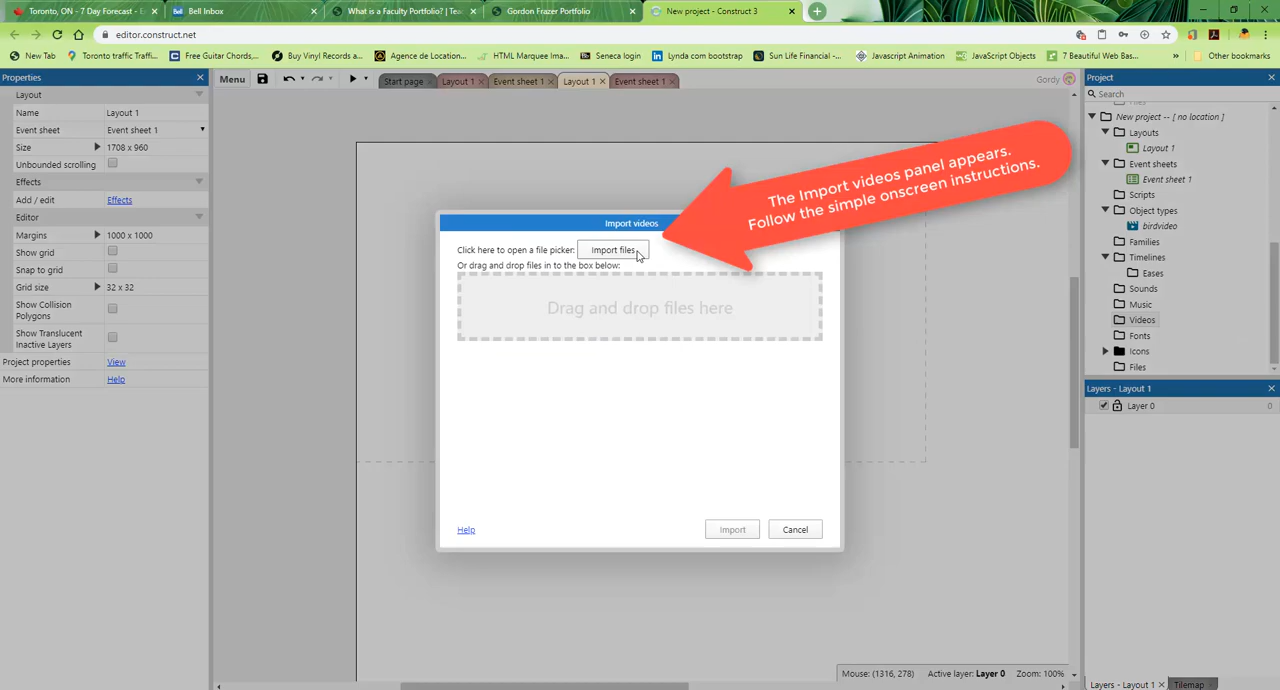 Toronto, ON - 7 Day Forecast - E
Bell Inbox
What is a Faculty Portfolio? | Tea
Gordon Frazer Portfolio
New project - Construct 3
editor.construct.net
New Tab
Toronto traffic Traffi...
Free Guitar Chords,...
Buy Vinyl Records a...
Agence de Location...
HTML Marquee Exa...
Seneca login
Lynda com bootstrap
Sun Life Financial -...
JavaScript Animation
JavaScript Objects
7 Beautiful Web Bas...
»
Other bookmarks
Properties
Menu
Start page
Layout 1
Event sheet 1
Layout 1
Event sheet 1
Gordy
Project
Layout
Name
Layout 1
Event sheet
Event sheet 1
Size
1708 x 960
Unbounded scrolling
Effects
Add / edit
Effects
Editor
Margins
1000 x 1000
Show grid
Snap to grid
Grid size
32 x 32
Show Collision
Polygons
Show Translucent
Inactive Layers
Project properties
View
More information
Help
The Import videos panel appears.
Follow the simple onscreen instructions.
Import videos
Click here to open a file picker:
Import files
Or drag and drop files in to the box below:
Drag and drop files here
Help
Import
Cancel
Search
Files
New project -- [ no location ]
Layouts
Layout 1
Event sheets
Event sheet 1
Scripts
Object types
birdvideo
Families
Timelines
Eases
Sounds
Music
Videos
Fonts
Icons
Files
Layers - Layout 1
Layer 0
0
Mouse: (1316, 278)
Active layer: Layer 0
Zoom: 100%
Layers - Layout 1
Tilemap